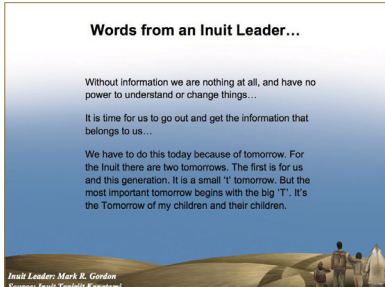 Words from an Inuit Leader…
Without information we are nothing at all, and have no
power to understand or change things…
It is time for us to go out and get the information that
belongs to us…
We have to do this today because of tomorrow. For
the Inuit there are two tomorrows. The first is for us
and this generation. It is a small ‘t’ tomorrow. But the
most important tomorrow begins with the big ‘T’. It’s
the Tomorrow of my children and their children.
Inuit Leader: Mark R. Gordon
Source: Inuit Tapiriit Kanatami